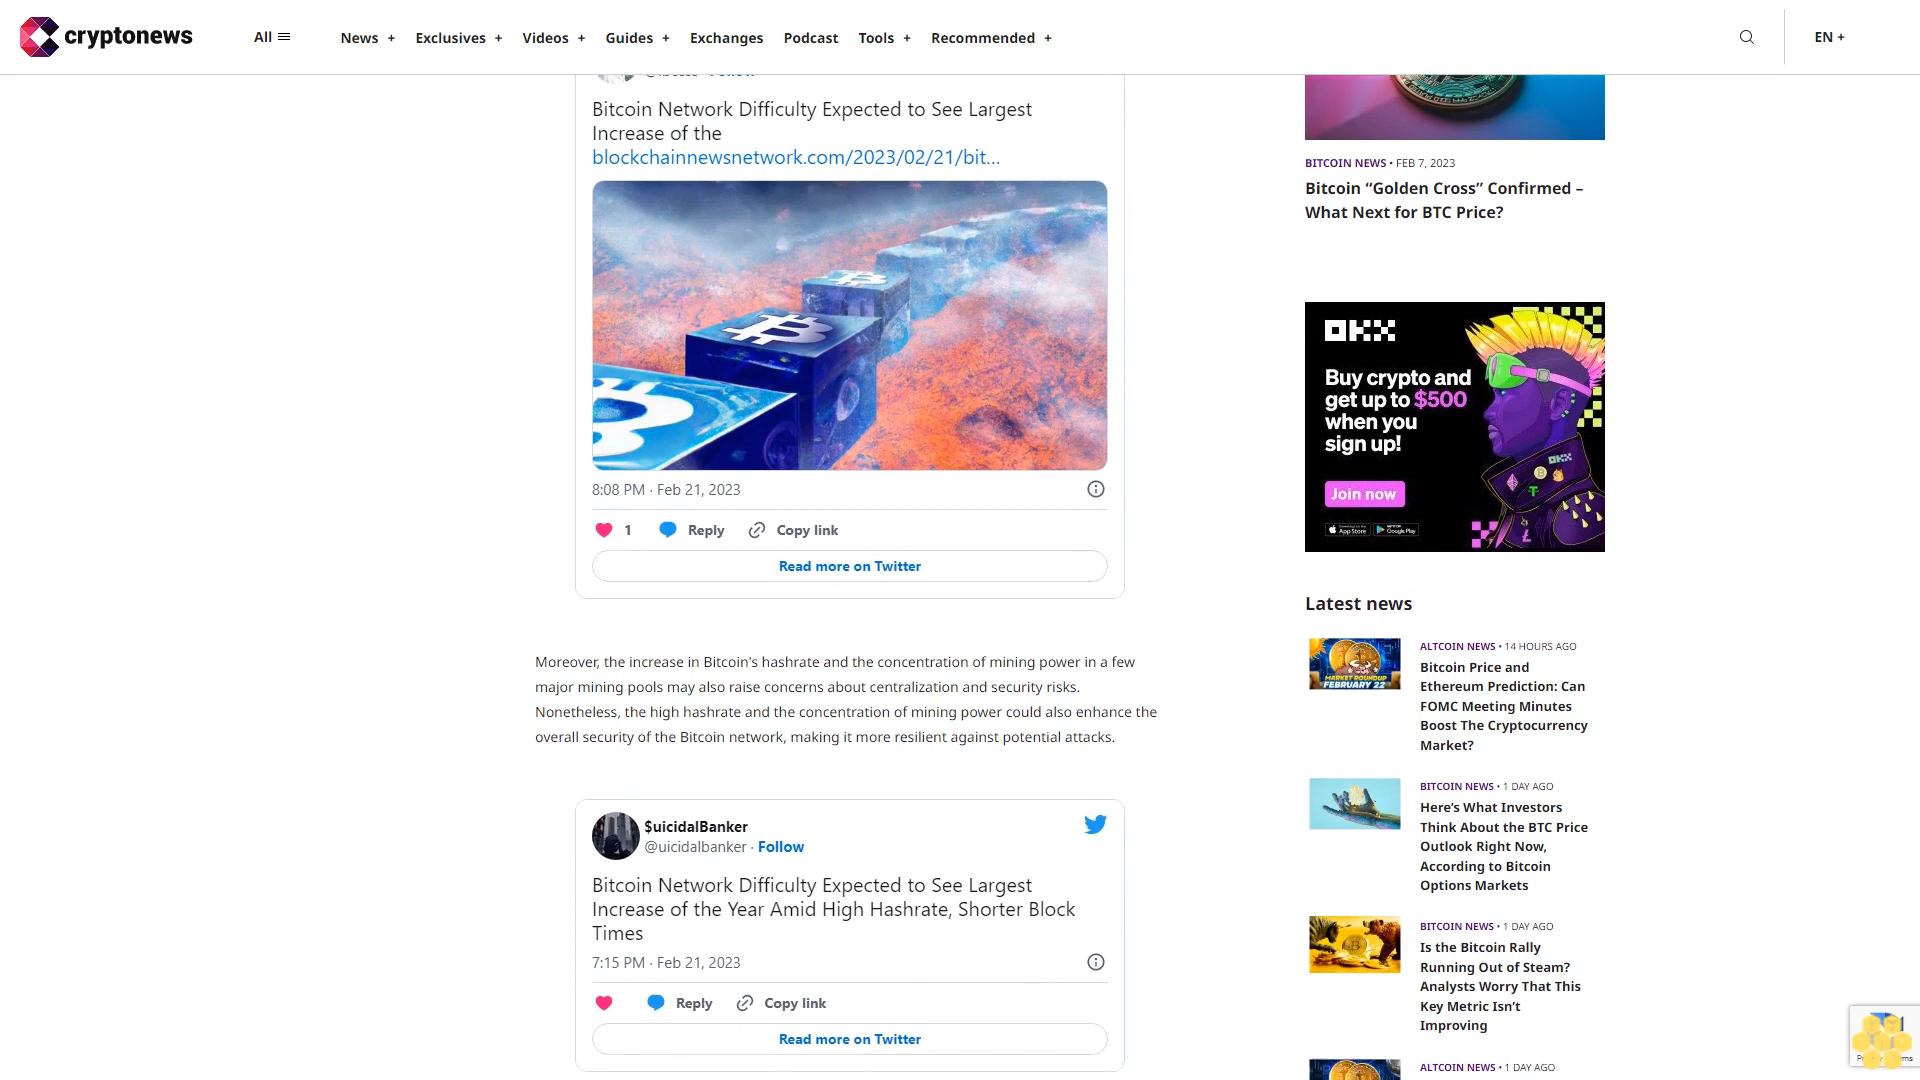 cryptonews
All
News +
Exclusives +
Videos +
Guides +
Exchanges
Podcast
Tools +
Recommended +
EN +
Follow
Bitcoin Network Difficulty Expected to See Largest
Increase of the
blockchainnewsnetwork.com/2023/02/21/bit…
8:08 PM · Feb 21, 2023
1
Reply
Copy link
Read more on Twitter
Moreover, the increase in Bitcoin's hashrate and the concentration of mining power in a few
major mining pools may also raise concerns about centralization and security risks.
Nonetheless, the high hashrate and the concentration of mining power could also enhance the
overall security of the Bitcoin network, making it more resilient against potential attacks.
$uicidalBanker
@uicidalbanker · Follow
Bitcoin Network Difficulty Expected to See Largest
Increase of the Year Amid High Hashrate, Shorter Block
Times
7:15 PM · Feb 21, 2023
Reply
Copy link
Read more on Twitter
BITCOIN NEWS • FEB 7, 2023
Bitcoin “Golden Cross” Confirmed –
What Next for BTC Price?
OKX
Buy crypto and
get up to $500
when you
sign up!
Join now
App Store
Google Play
OKX
Latest news
MARKET ROUNDUP
FEBRUARY 22
ALTCOIN NEWS • 14 HOURS AGO
Bitcoin Price and
Ethereum Prediction: Can
FOMC Meeting Minutes
Boost The Cryptocurrency
Market?
BITCOIN NEWS • 1 DAY AGO
Here’s What Investors
Think About the BTC Price
Outlook Right Now,
According to Bitcoin
Options Markets
BITCOIN NEWS • 1 DAY AGO
Is the Bitcoin Rally
Running Out of Steam?
Analysts Worry That This
Key Metric Isn’t
Improving
ALTCOIN NEWS • 1 DAY AGO